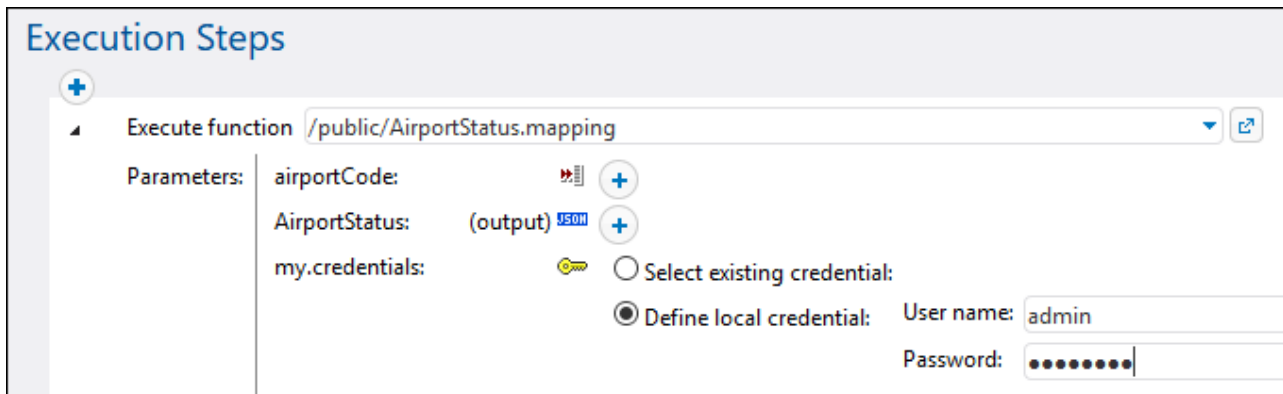 Execution Steps
Execute function /public/AirportStatus.mapping
Parameters: airportCode:
AirportStatus: (output) JSON
my.credentials: Select existing credential:
Define local credential: User name: admin
Password: ●●●●●●●●